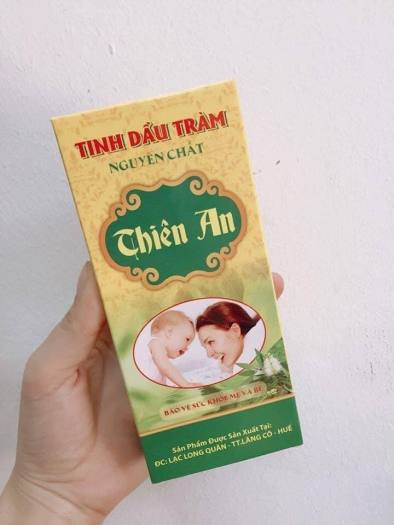 TINH DẦU TRÀM
NGUYÊN CHẤT
Thiên An
BẢO VỆ SỨC KHỎE MẸ VÀ BÉ
Sản Phẩm Được Sản Xuất Tại:
ĐC: LẠC LONG QUÂN - TT.LĂNG CÔ - HUẾ